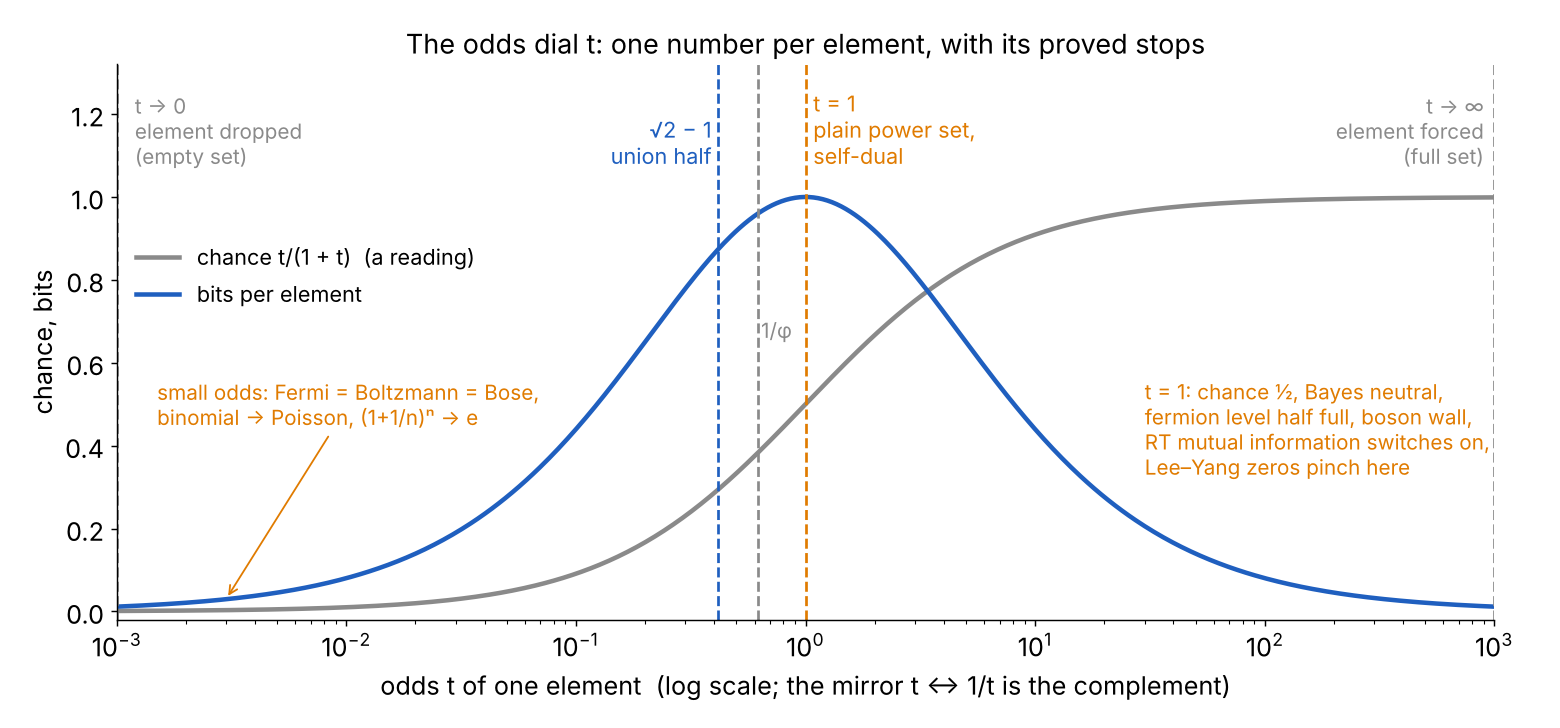 The odds dial t: one number per element, with its proved stops
t → 0
element dropped
(empty set)
√2 − 1
union half
t = 1
plain power set,
self-dual
t → ∞
element forced
(full set)
chance t/(1 + t)  (a reading)
bits per element
1/φ
small odds: Fermi = Boltzmann = Bose,
binomial → Poisson, (1+1/n)ⁿ → e
t = 1: chance ½, Bayes neutral,
fermion level half full, boson wall,
RT mutual information switches on,
Lee–Yang zeros pinch here
chance, bits
1.2
1.0
0.8
0.6
0.4
0.2
0.0
10⁻³
10⁻²
10⁻¹
10⁰
10¹
10²
10³
odds t of one element  (log scale; the mirror t ↔ 1/t is the complement)